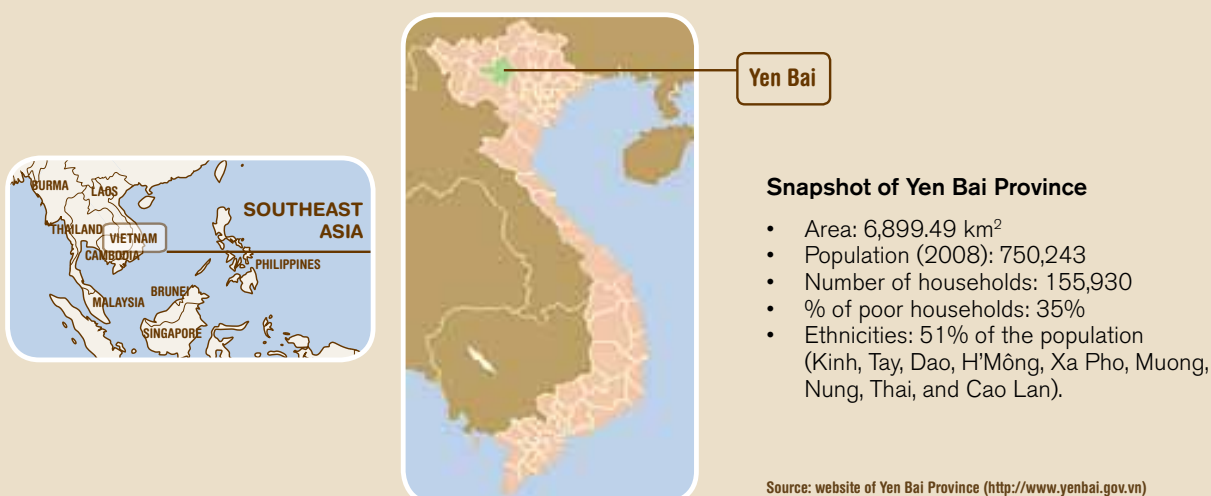 BURMA
LAOS
THAILAND
VIETNAM
CAMBODIA
SOUTHEAST
ASIA
PHILIPPINES
MALAYSIA
BRUNEI
SINGAPORE
Yen Bai
Snapshot of Yen Bai Province
• Area: 6,899.49 km²
• Population (2008): 750,243
• Number of households: 155,930
• % of poor households: 35%
• Ethnicities: 51% of the population
(Kinh, Tay, Dao, H’Mông, Xa Pho, Muong,
Nung, Thai, and Cao Lan).
Source: website of Yen Bai Province (http://www.yenbai.gov.vn)